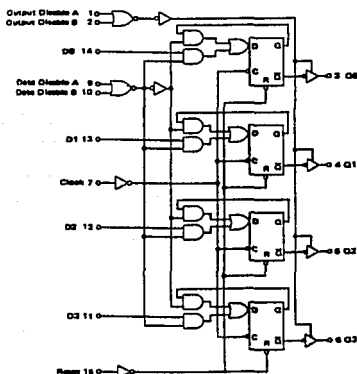 Output Disable A 1
Output Disable B 2
D0 14
Data Disable A 9
Data Disable B 10
D1 13
Clock 7
D2 12
D3 11
Reset 15
D Q
C
R Q
3 Q0
D Q
C
R Q
4 Q1
D Q
C
R Q
5 Q2
D Q
C
R Q
6 Q3